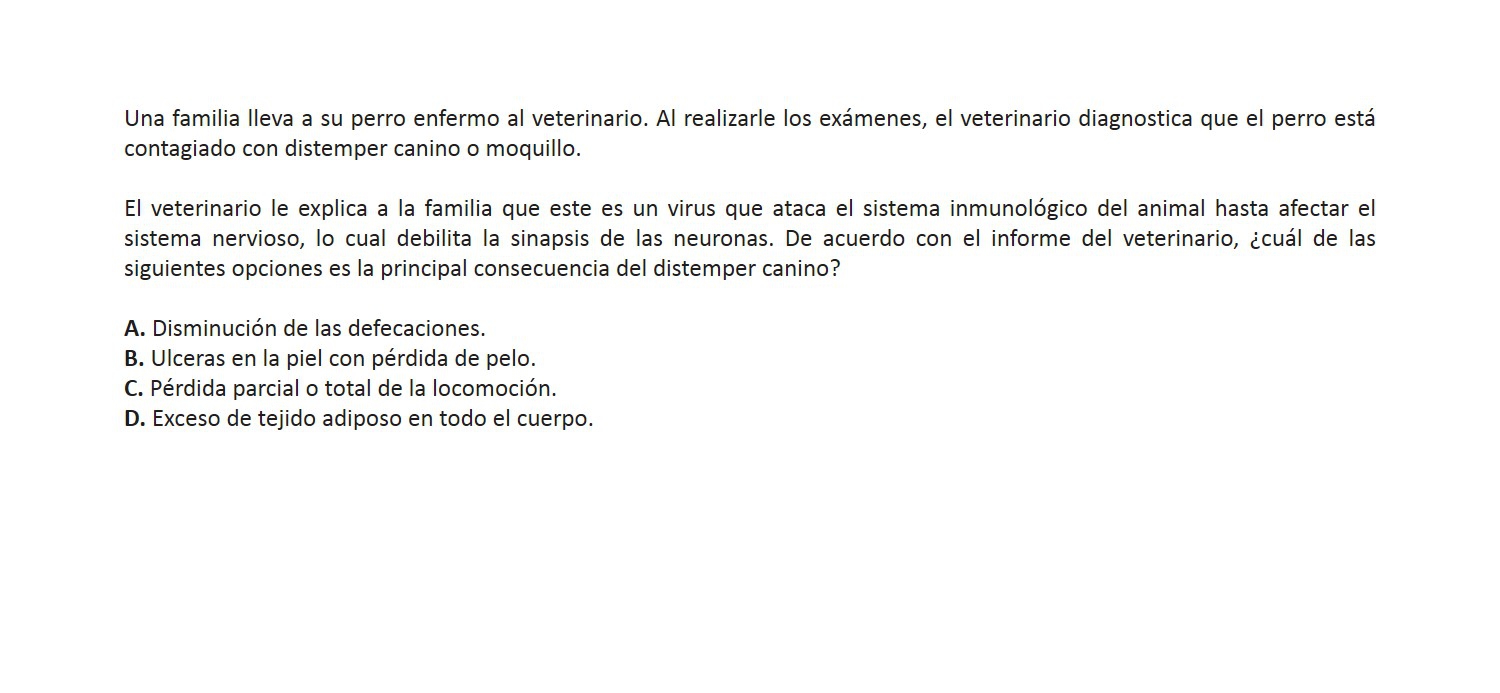 Una familia lleva a su perro enfermo al veterinario. Al realizarle los exámenes, el veterinario diagnostica que el perro está
contagiado con distemper canino o moquillo.
El veterinario le explica a la familia que este es un virus que ataca el sistema inmunológico del animal hasta afectar el
sistema nervioso, lo cual debilita la sinapsis de las neuronas. De acuerdo con el informe del veterinario, ¿cuál de las
siguientes opciones es la principal consecuencia del distemper canino?
A. Disminución de las defecaciones.
B. Ulceras en la piel con pérdida de pelo.
C. Pérdida parcial o total de la locomoción.
D. Exceso de tejido adiposo en todo el cuerpo.